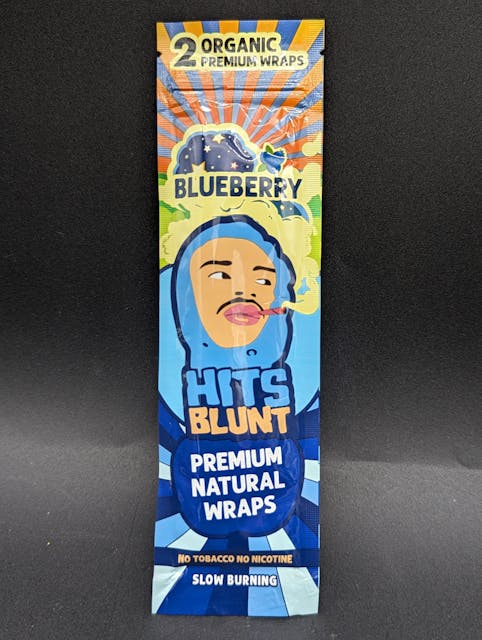 2 ORGANIC
PREMIUM WRAPS
BLUEBERRY
HITS
BLUNT
PREMIUM
NATURAL
WRAPS
NO TOBACCO NO NICOTINE
SLOW BURNING